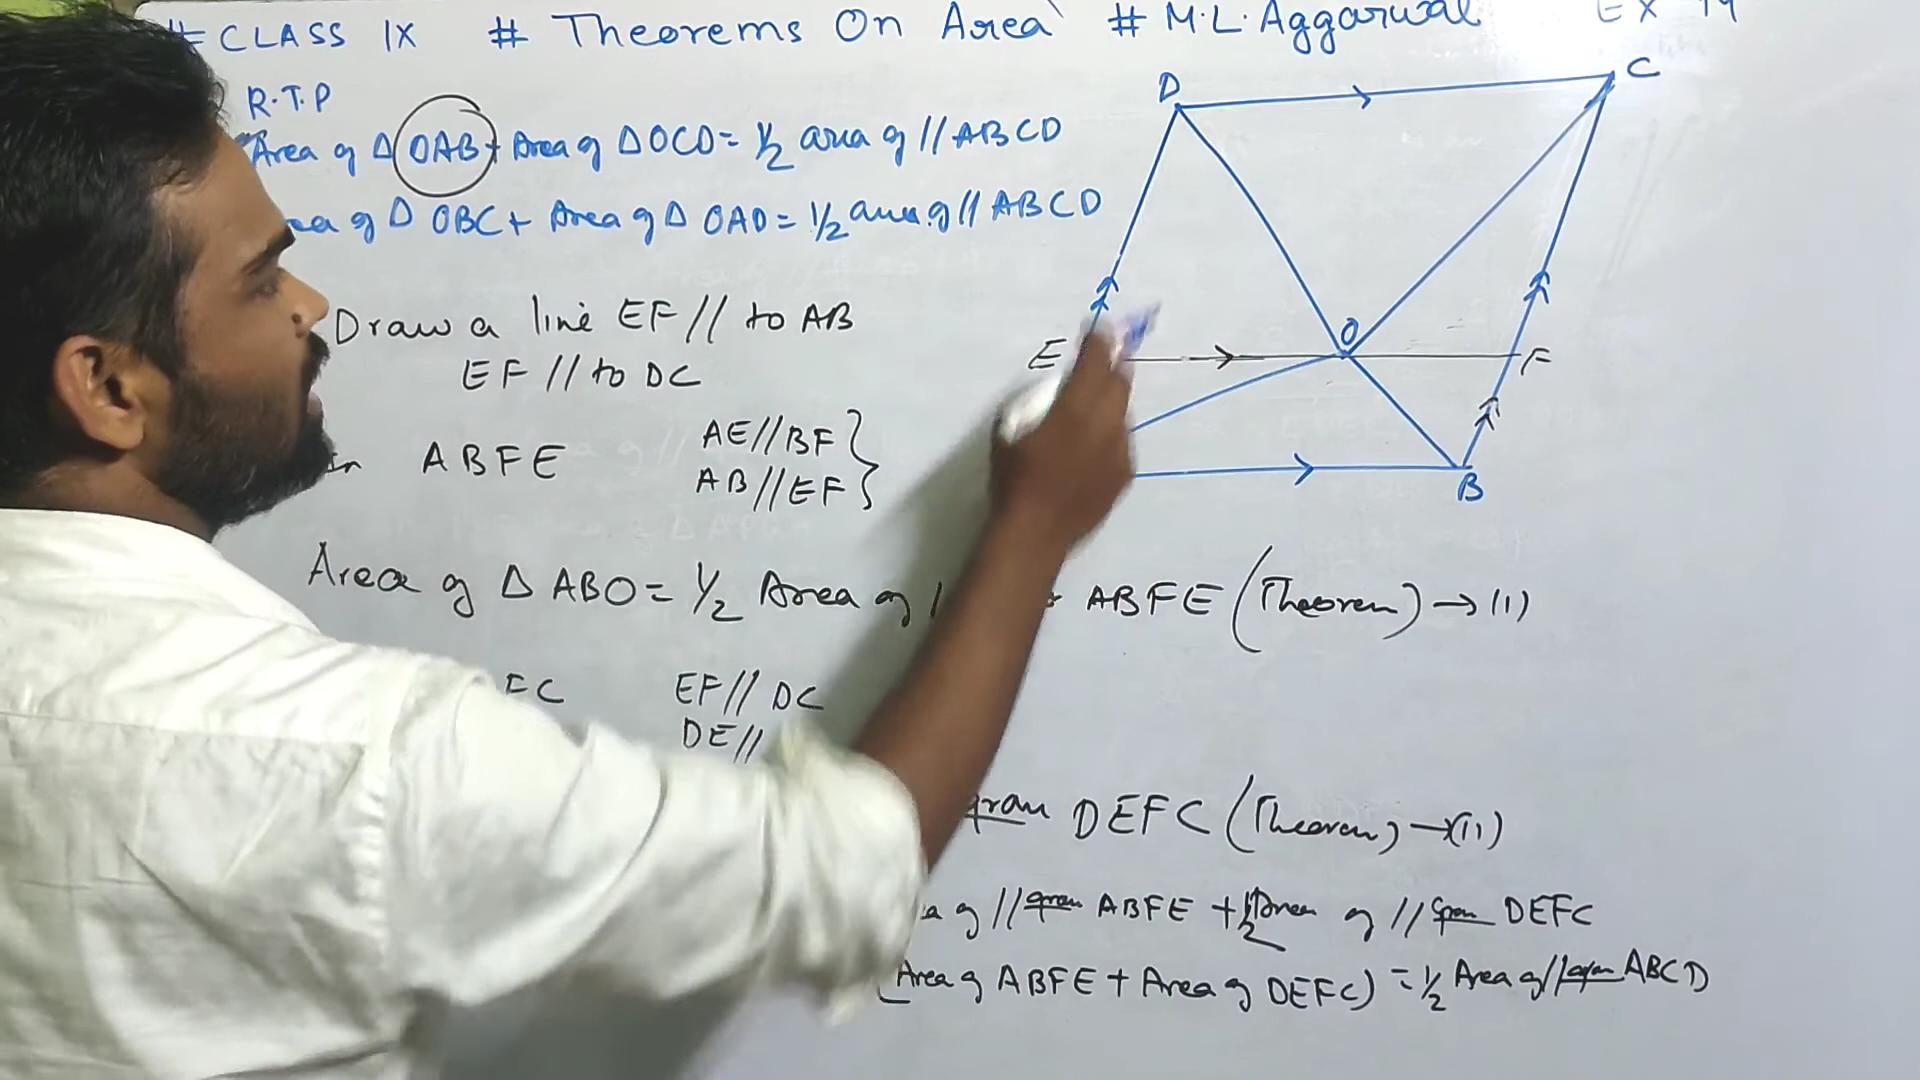 # CLASS IX # Theorems On Area # M.L. Aggarwal EX
R.T.P
Area of Δ OAB + Area of Δ OCD = 1/2 area of // ABCD
of Δ OBC + Area of Δ OAD = 1/2 area of // ABCD
Draw a line EF // to AB
EF // to DC
In ABFE AE//BF
AB//EF
Area of Δ ABO = 1/2 Area of ABFE (Theorem) → (1)
FC EF// DC
DE//
gram DEFC (Theorem) → (11)
of //gram ABFE + 1/2 Area of //gram DEFC
(Area of ABFE + Area of DEFC) = 1/2 Area of //gram ABCD
D
C
O
E
F
B